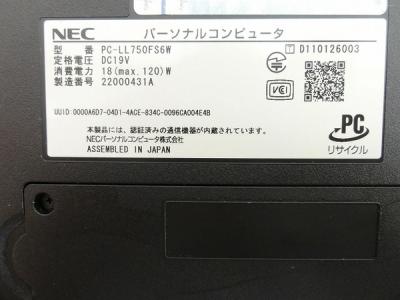 NEC パーソナルコンピュータ
型 番 PC-LL750FS6W
定格電圧 DC19V
消費電力 18(max.120)W
製造番号 22000431A
T D110126003
VCCI
UUID:0000A6D7-04D1-4ACE-834C-0096CA004E4B
本製品には、認証済みの通信機器が内蔵されています。
NECパーソナルコンピュータ株式会社
ASSEMBLED IN JAPAN
PC
リサイクル